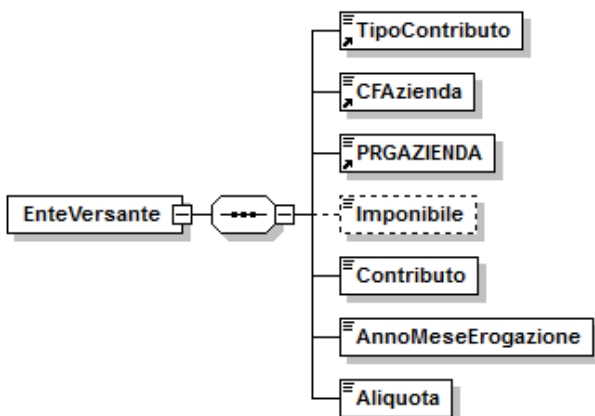 TipoContributo
CFAzienda
PRGAZIENDA
EnteVersante
Imponibile
Contributo
AnnoMeseErogazione
Aliquota